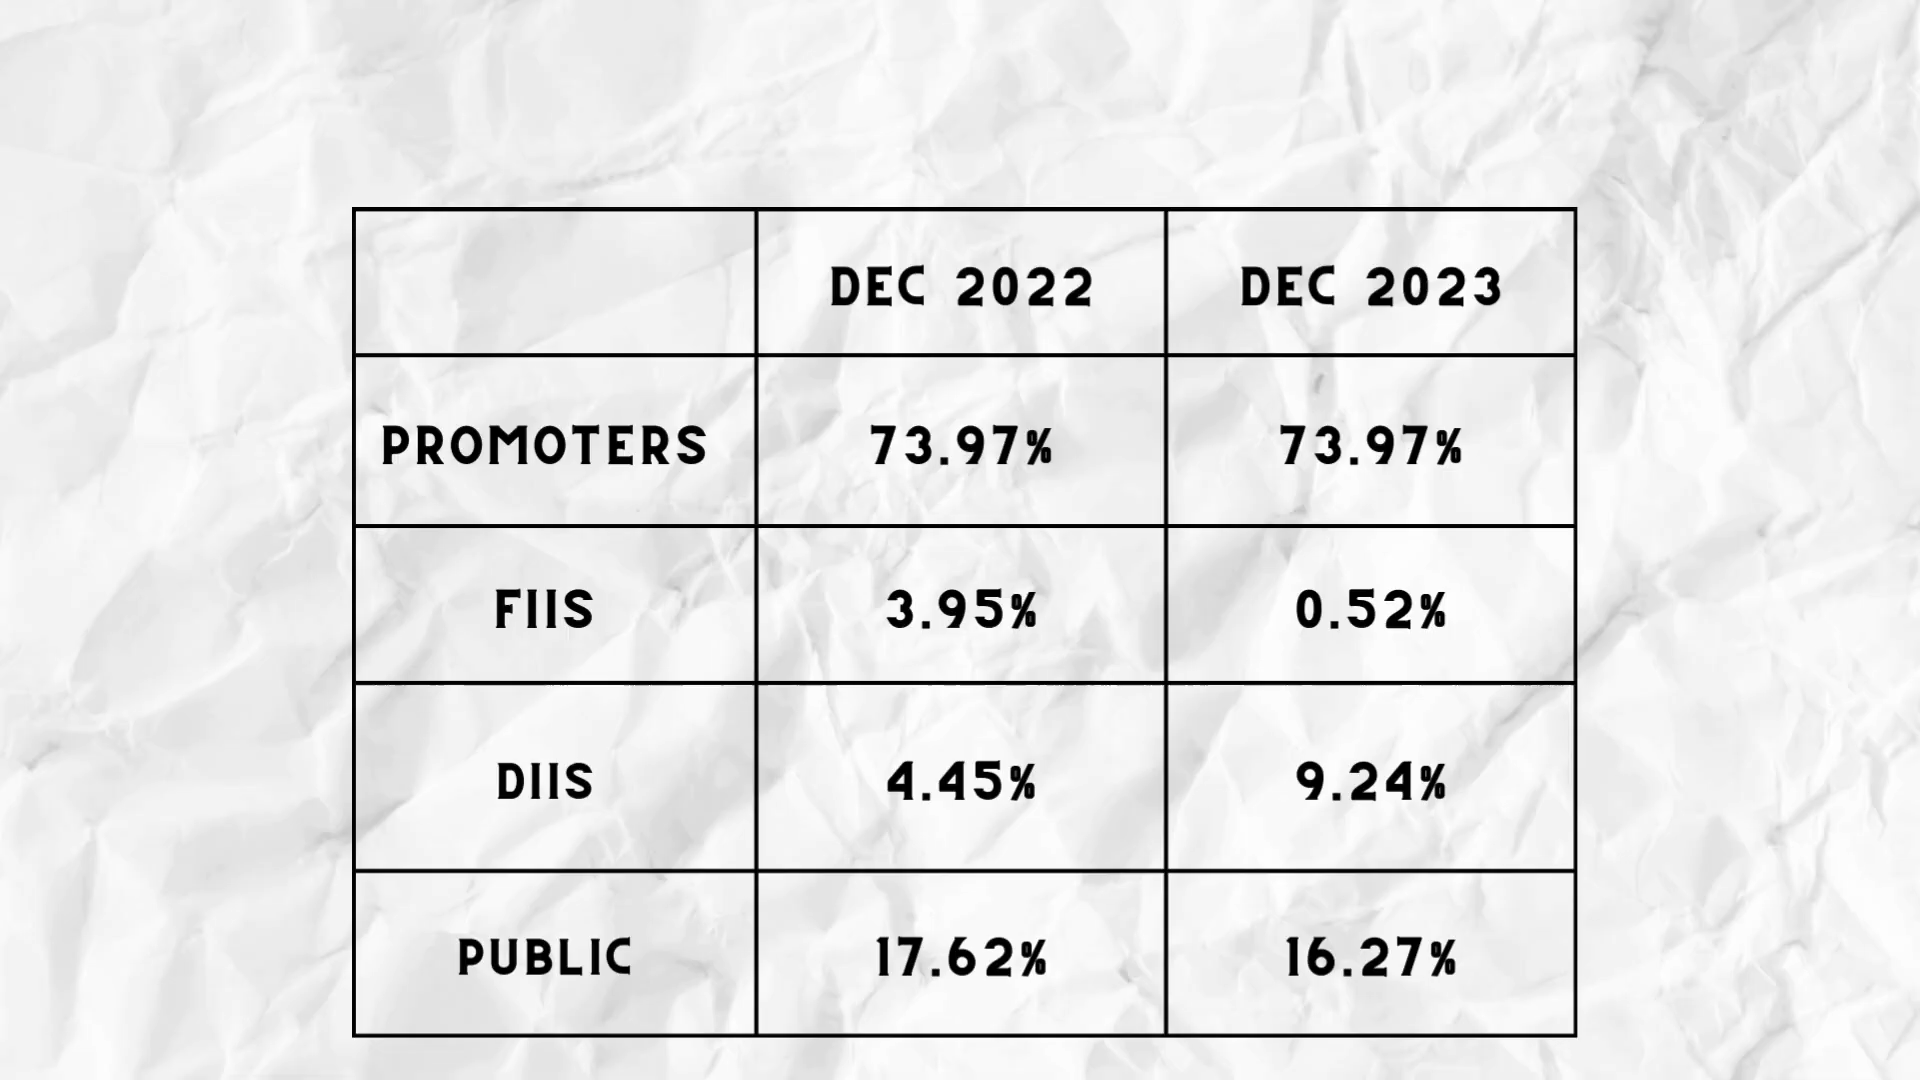 DEC 2022 DEC 2023
PROMOTERS 73.97% 73.97%
FIIS 3.95% 0.52%
DIIS 4.45% 9.24%
PUBLIC 17.62% 16.27%